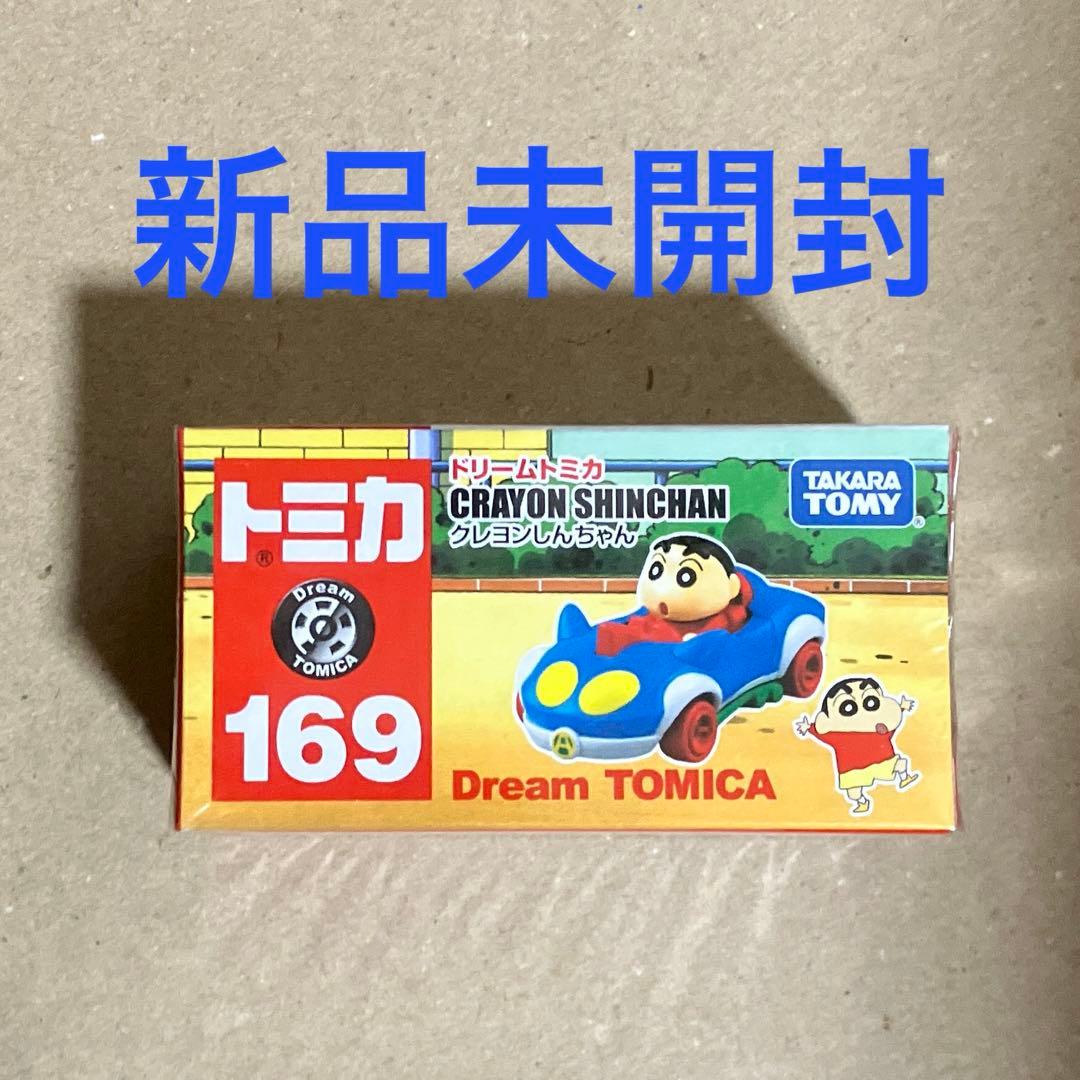 新品未開封
トミカ
®
Dream
TOMICA
169
ドリームトミカ
CRAYON SHINCHAN
クレヨンしんちゃん
TAKARA
TOMY
®
A
Dream TOMICA